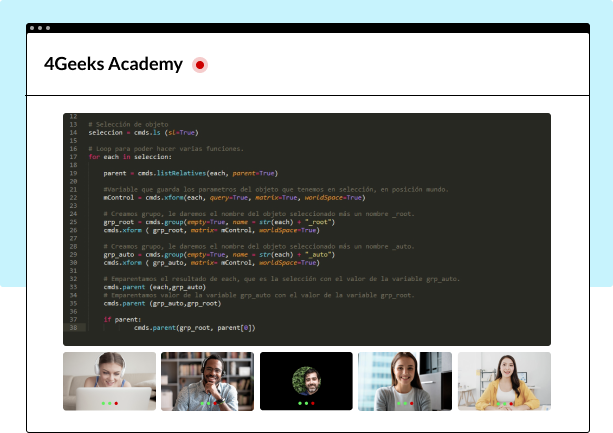 4Geeks Academy
12
13 # Selección de objeto
14 seleccion = cmds.ls (sl=True)
15
16 # Loop para poder hacer varias funciones.
17 for each in seleccion:
18
19 parent = cmds.listRelatives(each, parent=True)
20
21 #Variable que guarda los parametros del objeto que tenemos en selección, en posición mundo.
22 mControl = cmds.xform(each, query=True, matrix=True, worldSpace=True)
23
24 # Creamos grupo, le daremos el nombre del objeto seleccionado más un nombre _root.
25 grp_root = cmds.group(empty=True, name = str(each) + "_root")
26 cmds.xform ( grp_root, matrix= mControl, worldSpace=True)
27
28 # Creamos grupo, le daremos el nombre del objeto seleccionado más un nombre _auto.
29 grp_auto = cmds.group(empty=True, name = str(each) + "_auto")
30 cmds.xform ( grp_auto, matrix= mControl, worldSpace=True)
31
32 # Emparentamos el resultado de each, que es la selección con el valor de la variable grp_auto.
33 cmds.parent (each,grp_auto)
34 # Emparentamos valor de la variable grp_auto con el valor de la variable grp_root.
35 cmds.parent (grp_auto,grp_root)
36
37 if parent:
38 cmds.parent(grp_root, parent[0])